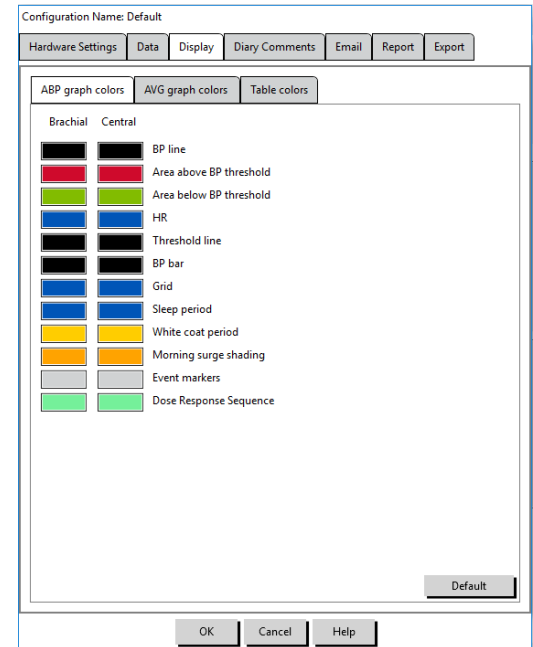 Configuration Name: Default
Hardware Settings Data Display Diary Comments Email Report Export
ABP graph colors AVG graph colors Table colors
Brachial Central
BP line
Area above BP threshold
Area below BP threshold
HR
Threshold line
BP bar
Grid
Sleep period
White coat period
Morning surge shading
Event markers
Dose Response Sequence
Default
OK Cancel Help